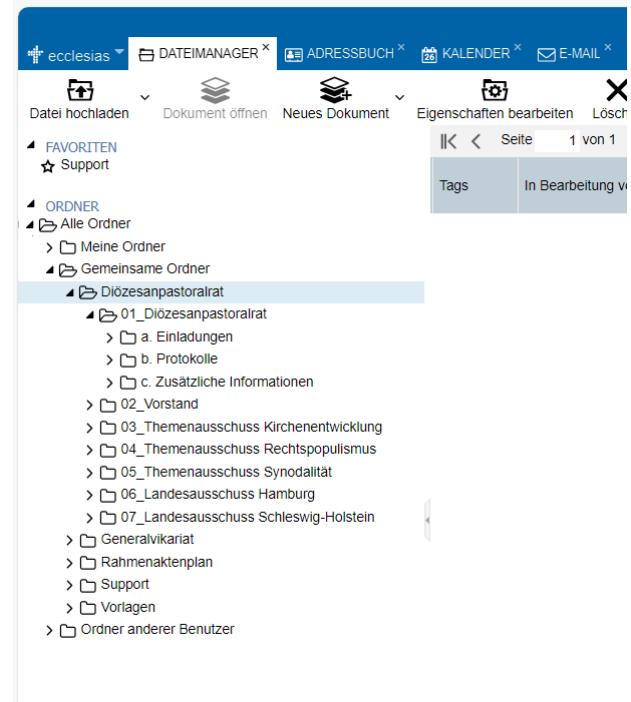 ecclesias
DATEIMANAGER × ADRESSBUCH × KALENDER × E-MAIL ×
26
Datei hochladen Dokument öffnen Neues Dokument Eigenschaften bearbeiten Lösch
FAVORITEN
Support
Seite 1 von 1
Tags In Bearbeitung vo
ORDNER
Alle Ordner
Meine Ordner
Gemeinsame Ordner
Diözesanpastoralrat
01_Diözesanpastoralrat
a. Einladungen
b. Protokolle
c. Zusätzliche Informationen
02_Vorstand
03_Themenausschuss Kirchenentwicklung
04_Themenausschuss Rechtspopulismus
05_Themenausschuss Synodalität
06_Landesausschuss Hamburg
07_Landesausschuss Schleswig-Holstein
Generalvikariat
Rahmenaktenplan
Support
Vorlagen
Ordner anderer Benutzer